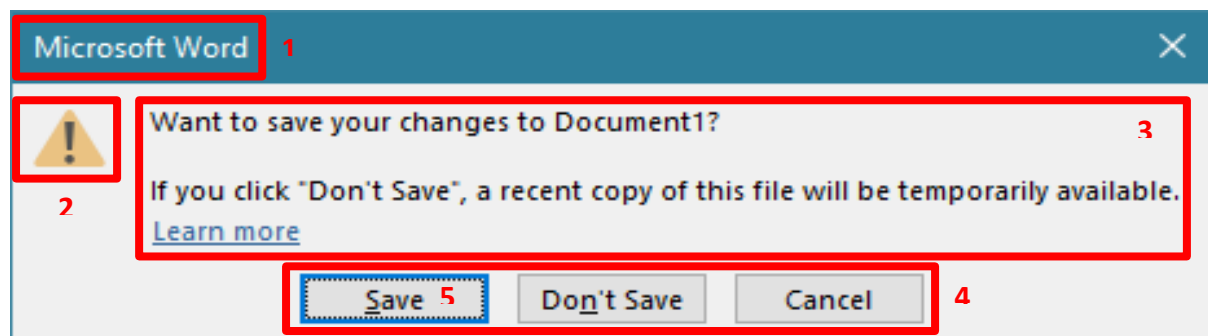 Microsoft Word 1
Want to save your changes to Document1? 3
If you click "Don't Save", a recent copy of this file will be temporarily available.
2
Learn more
Save 5 Don't Save Cancel 4